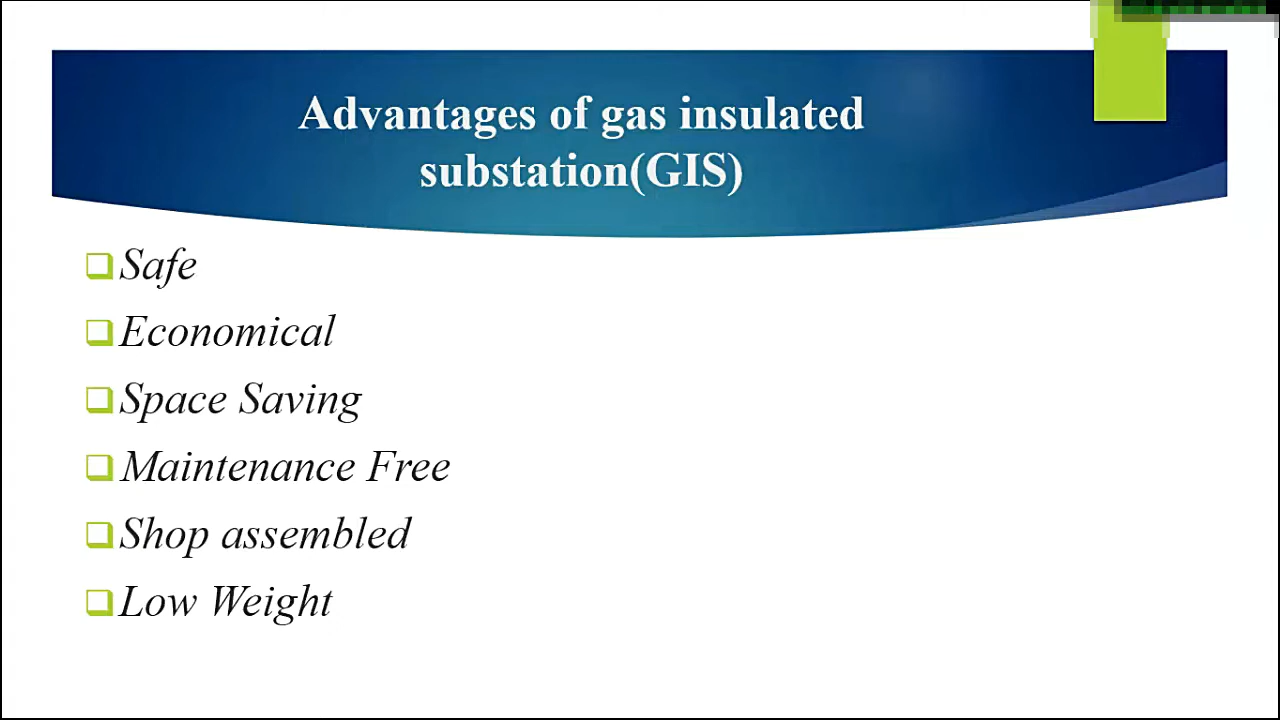 Advantages of gas insulated
substation(GIS)
Safe
Economical
Space Saving
Maintenance Free
Shop assembled
Low Weight